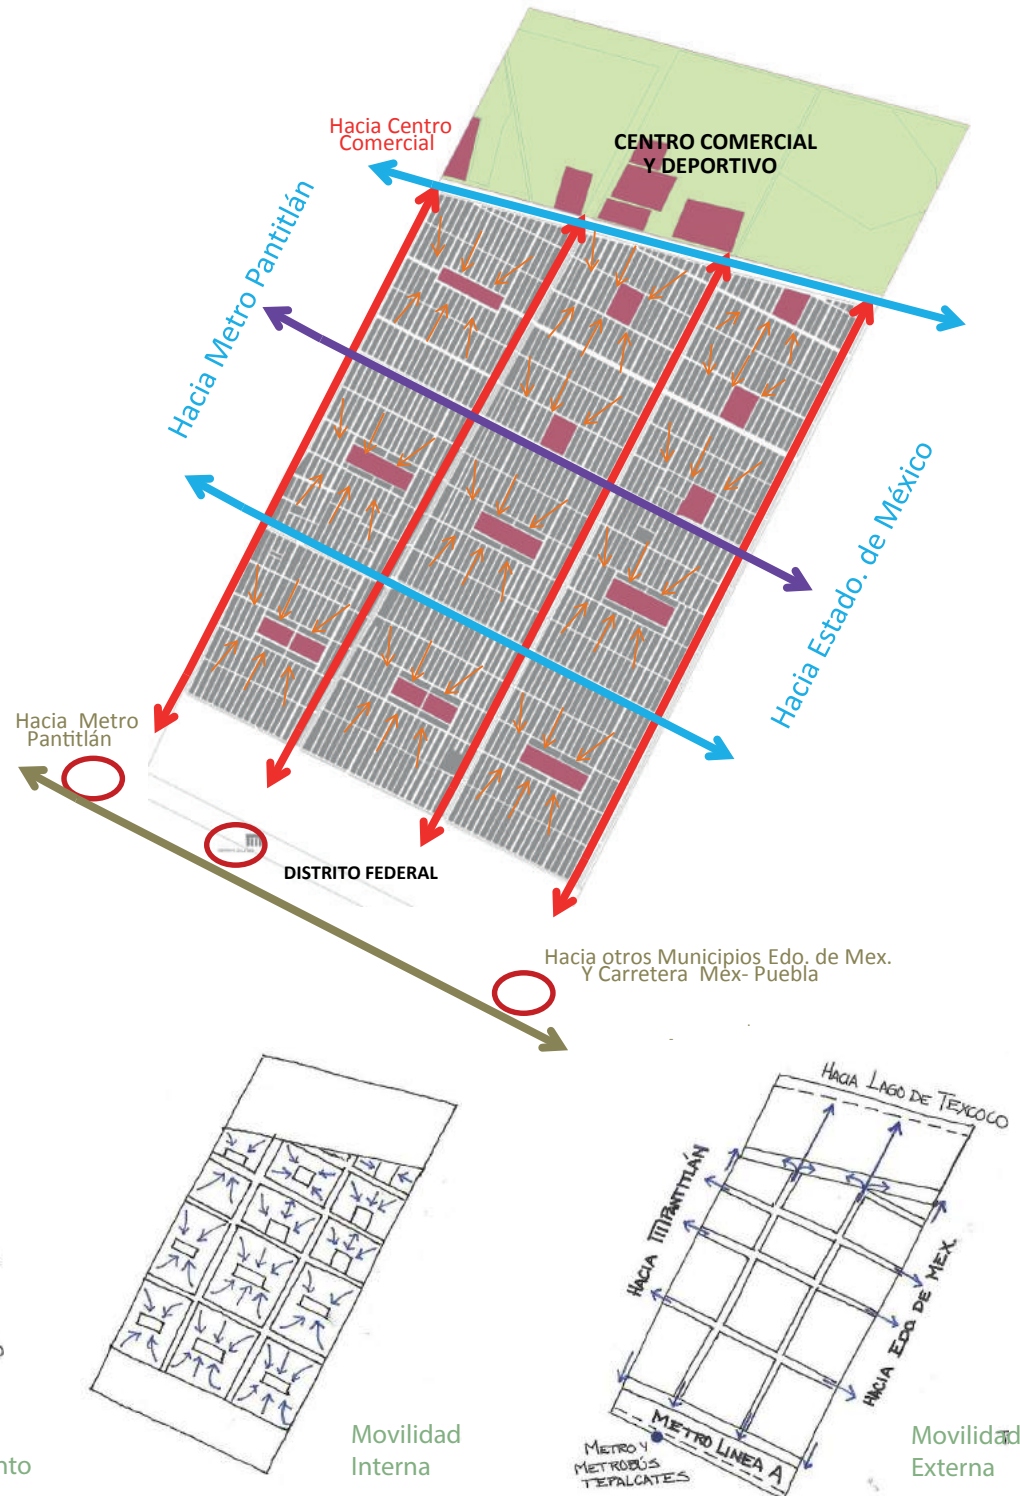 Hacia Centro
Comercial
CENTRO COMERCIAL
Y DEPORTIVO
Hacia Metro Pantitlán
Hacia Estado. de México
Hacia Metro
Pantitlán
DISTRITO FEDERAL
Hacia otros Municipios Edo. de Mex.
Y Carretera Mex- Puebla
HACIA LAGO DE TEXCOCO
HACIA PANTITLÁN
HACIA EDO DE MEX.
METRO LINEA A
METRO Y
METROBÚS
TEPALCATES
Movilidad
Interna
Movilidad
Externa
nto